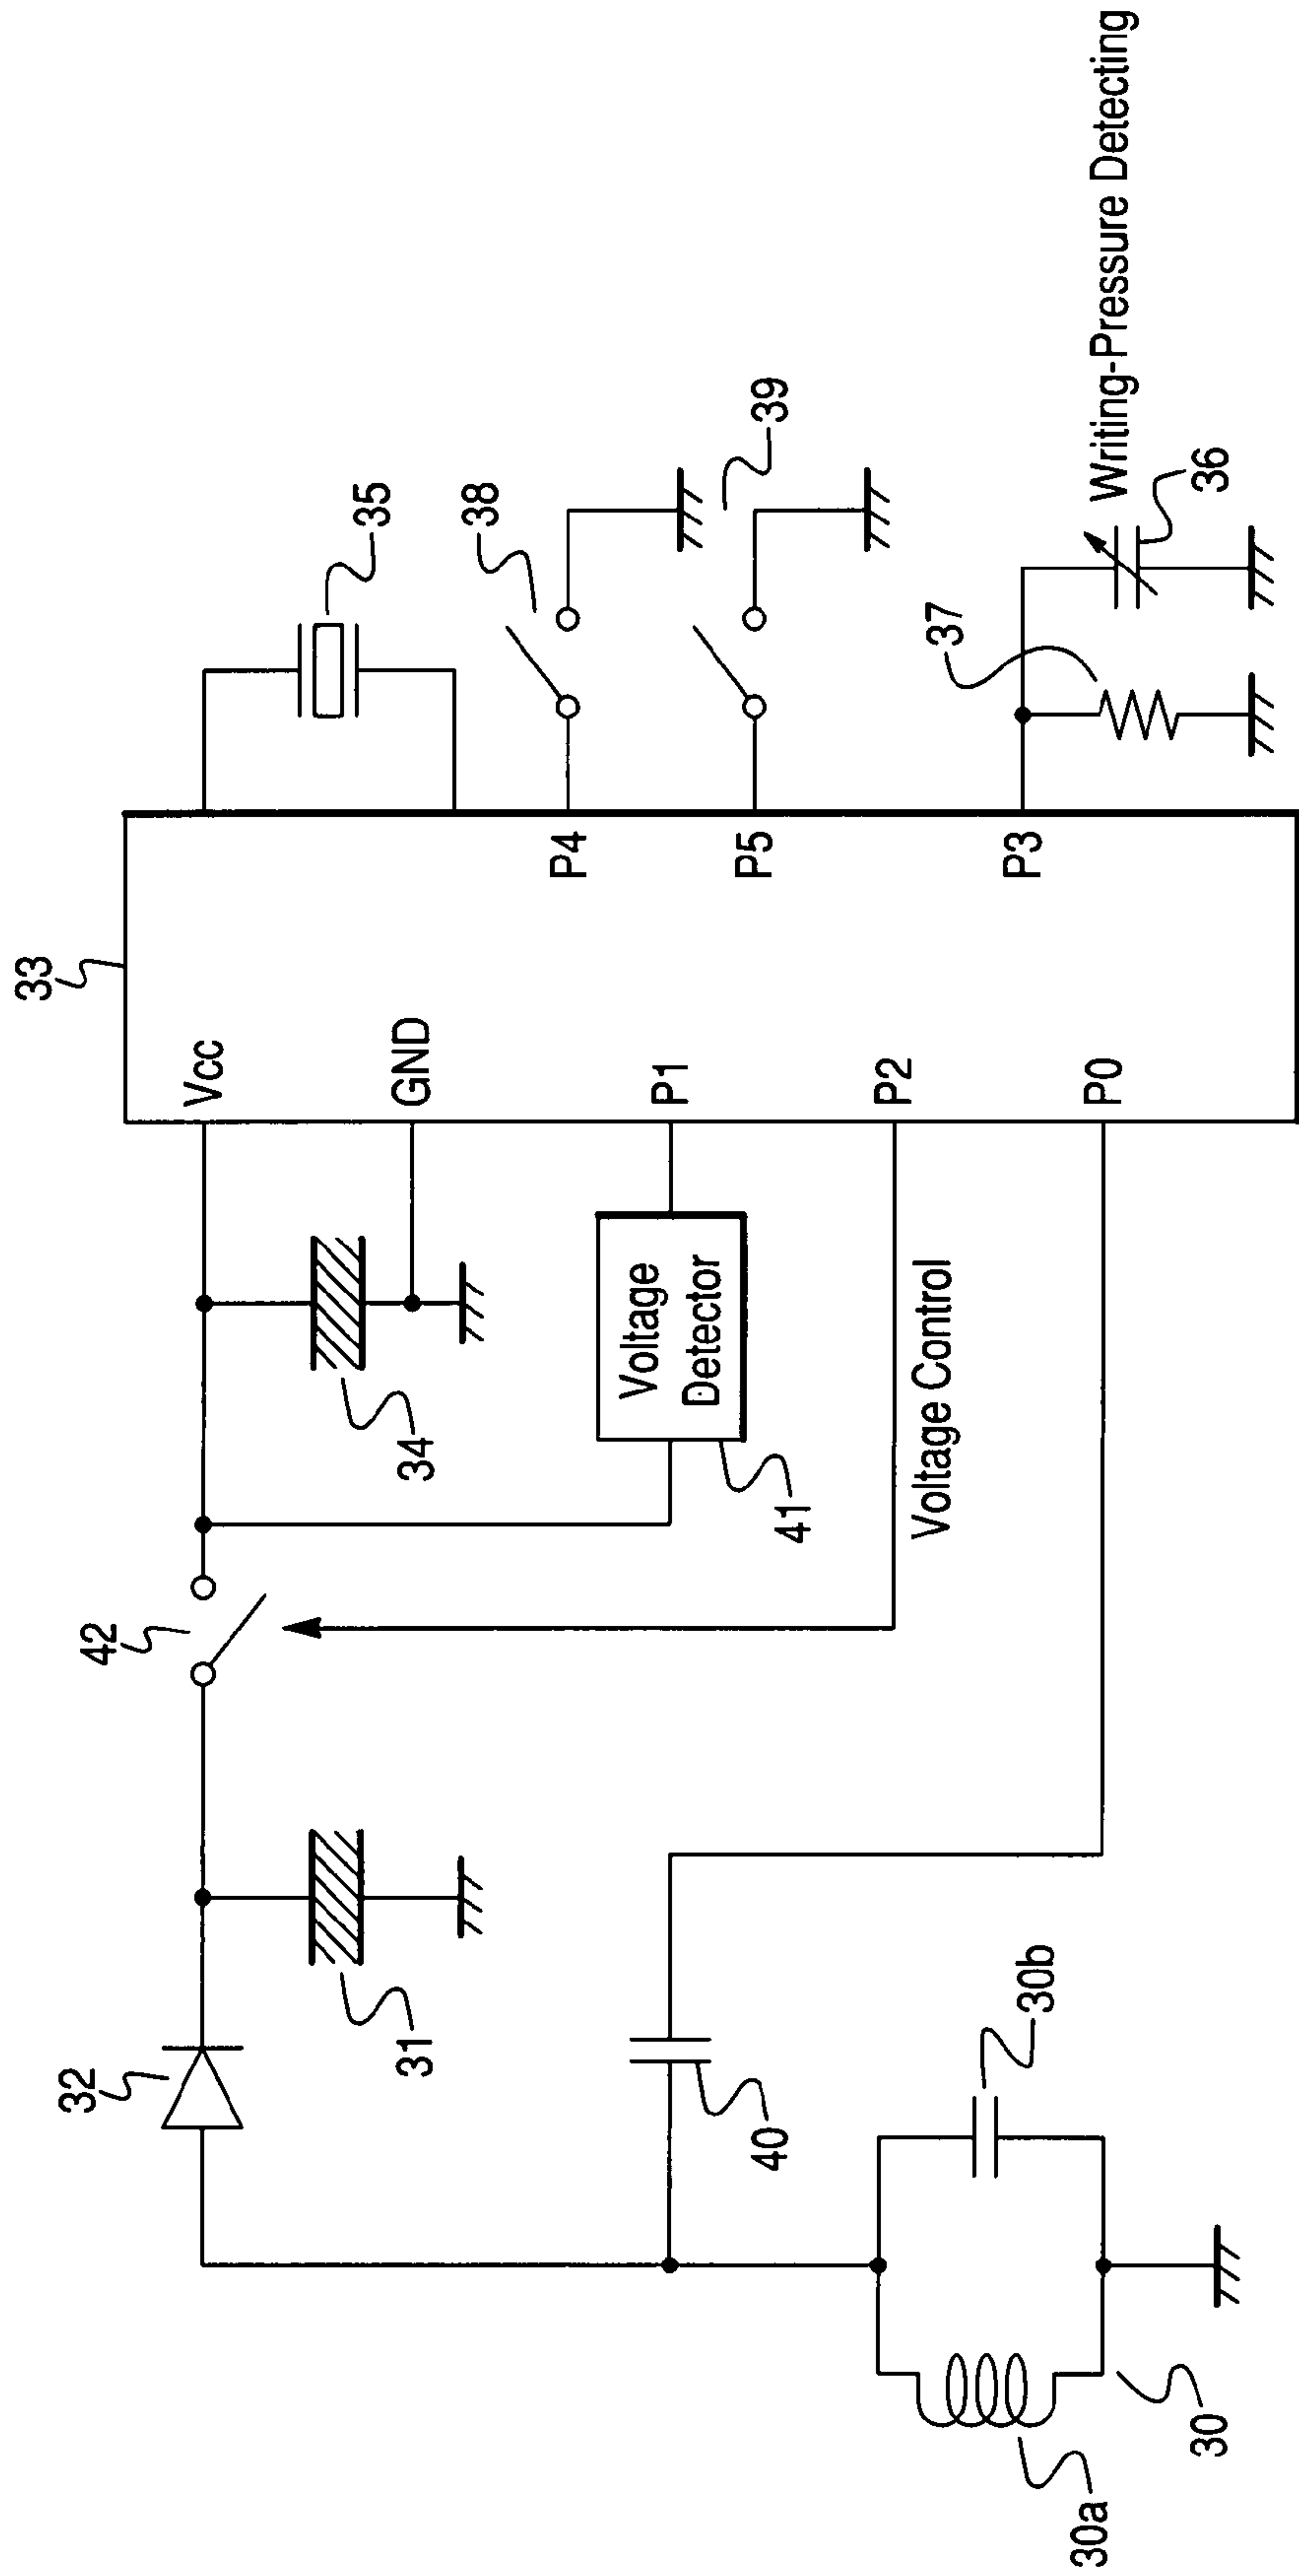 33
32
42
Vcc
35
31
34
GND
38
P4
Voltage
Detector
P1
P5
39
40
41
P2
Voltage Control
37
30b
P3
30a
P0
Writing-Pressure Detecting
30
36